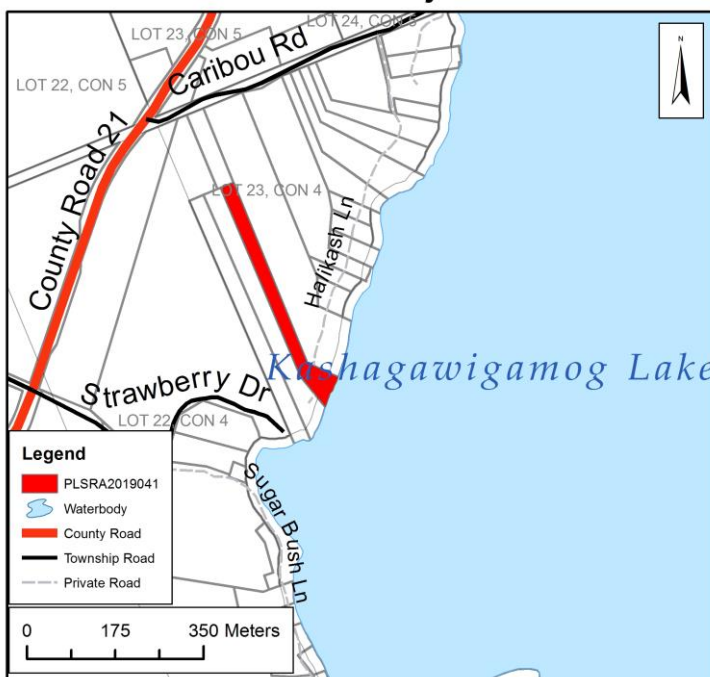 LOT 23, CON 5
LOT 24, CON 5
N
Caribou Rd
LOT 22, CON 5
County Road 21
LOT 23, CON 4
Halikash Ln
Kashagawigamog Lake
Strawberry Dr
LOT 22, CON 4
Sugar Bush Ln
Legend
PLSRA2019041
Waterbody
County Road
Township Road
Private Road
0 175 350 Meters